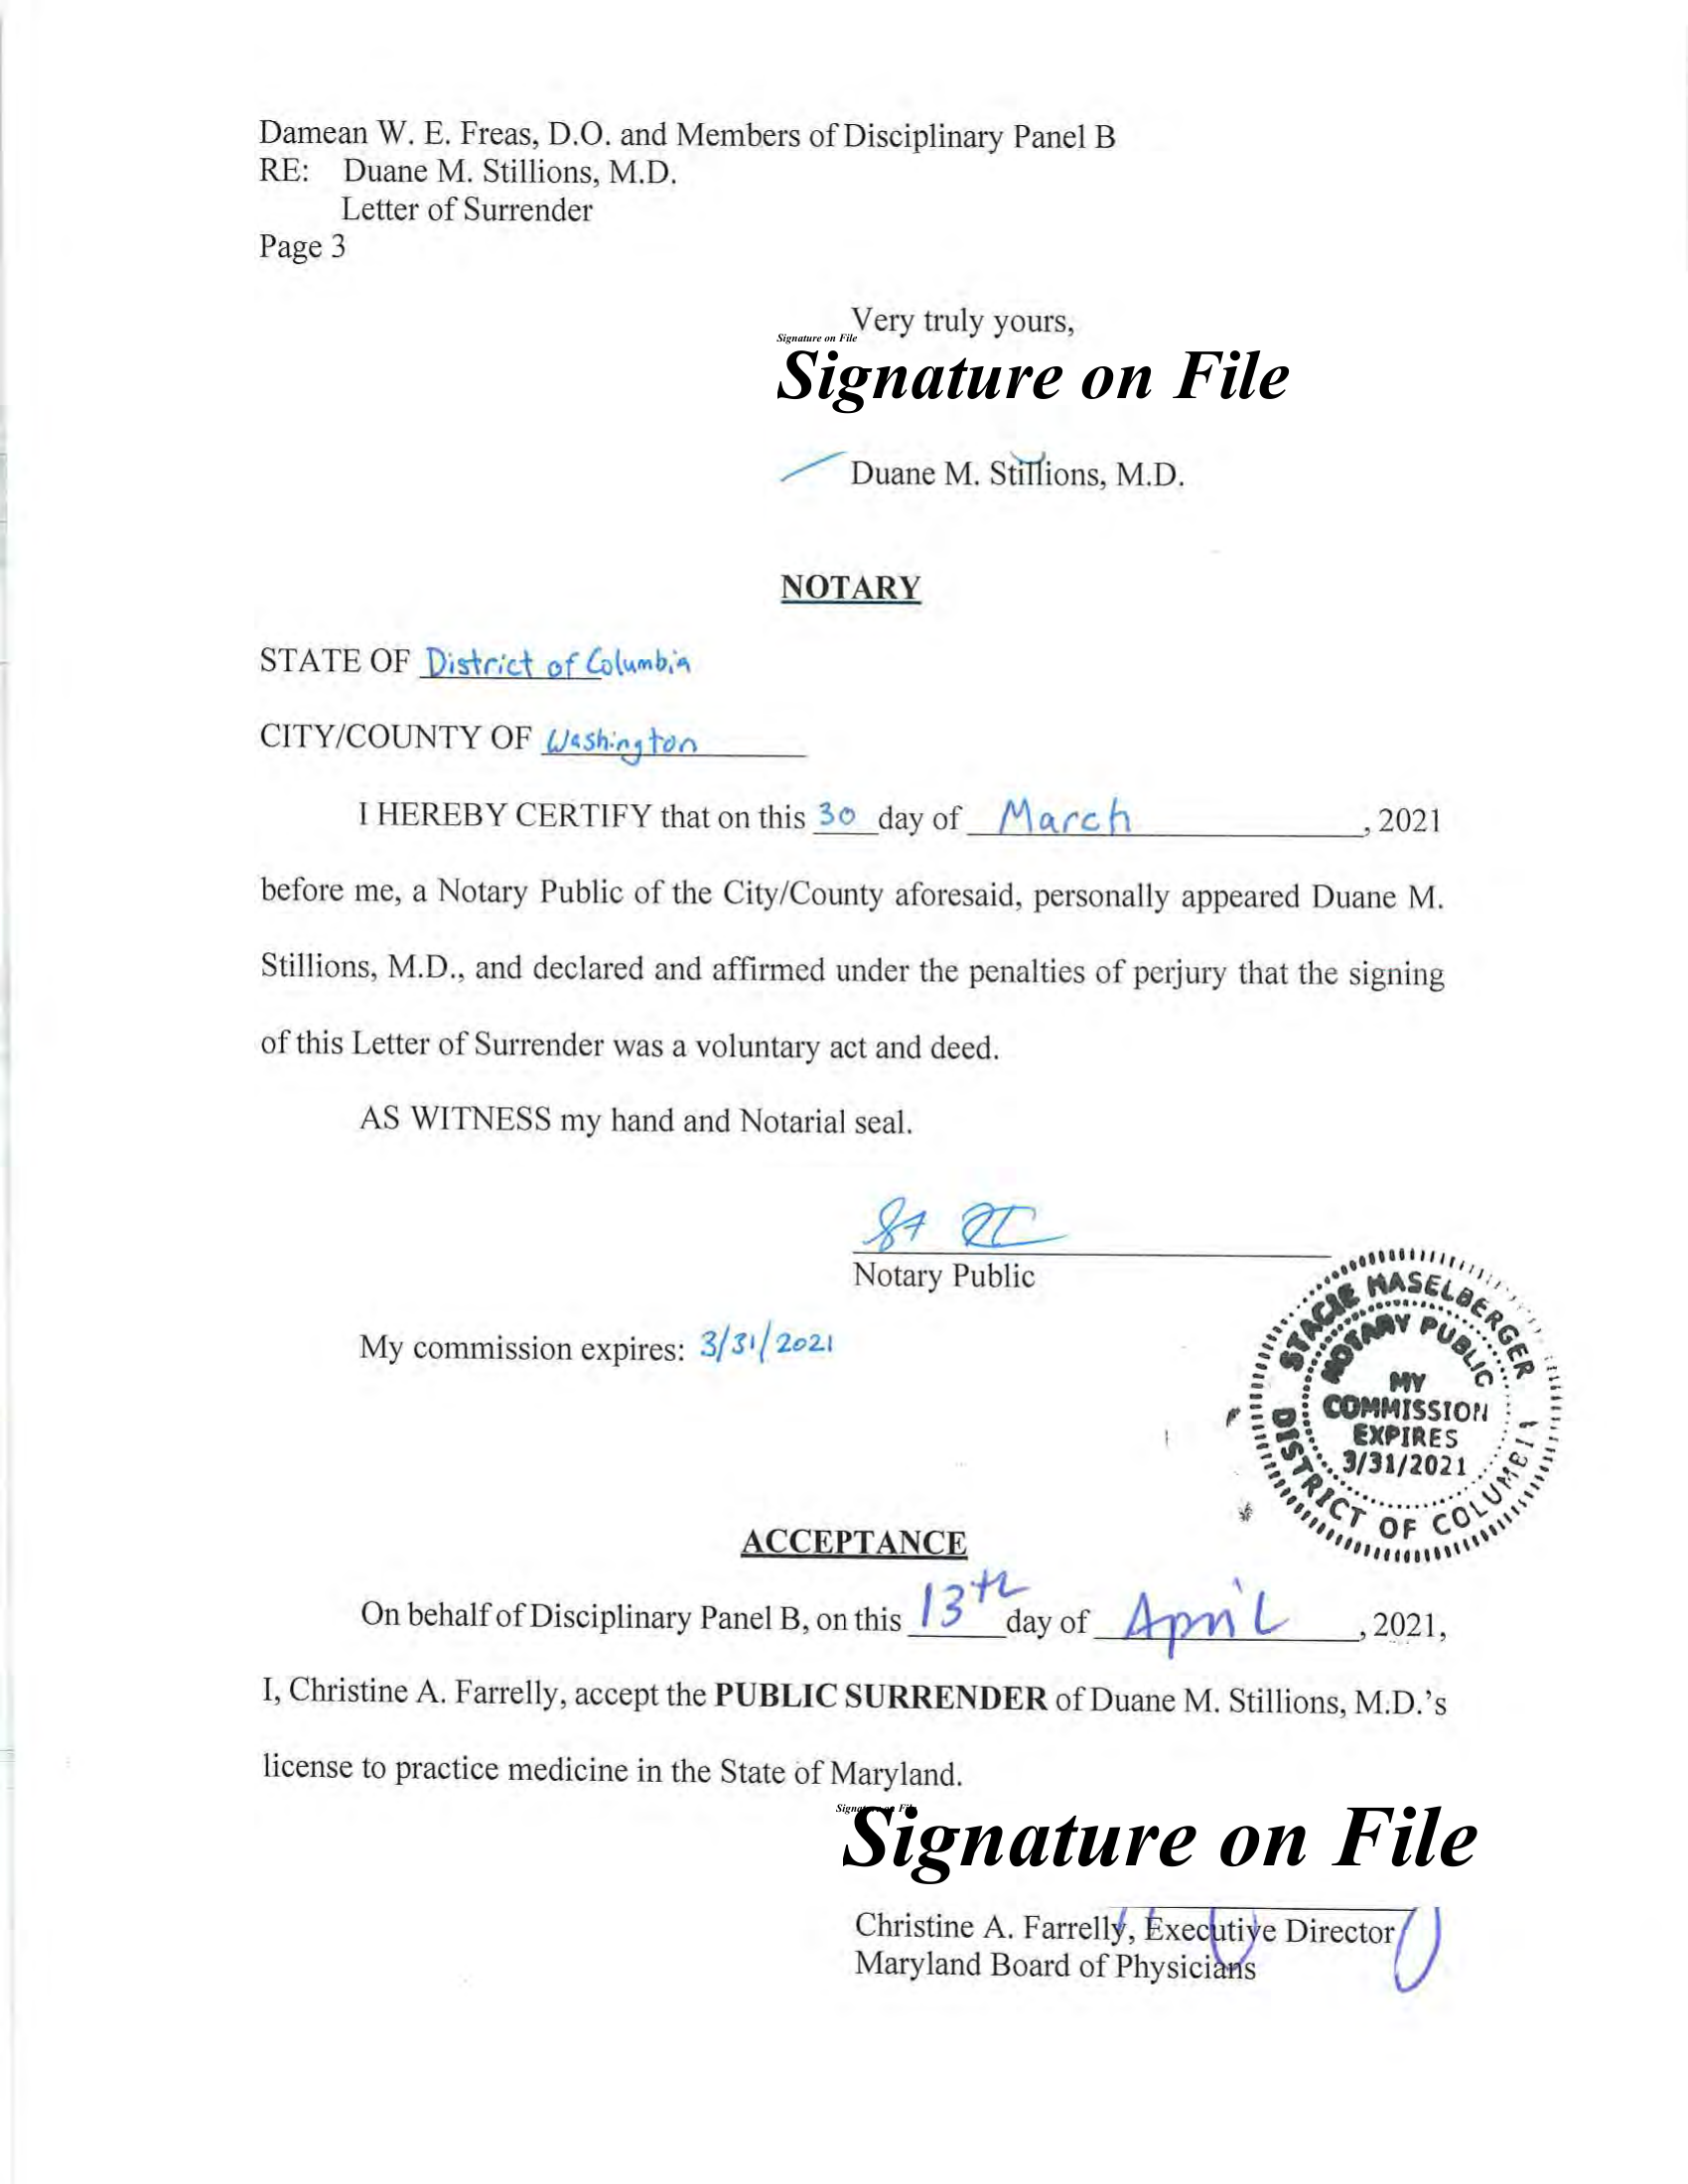 Damean W. E. Freas, D.O. and Members of Disciplinary Panel B
RE: Duane M. Stillions, M.D.
Letter of Surrender
Page 3
Very truly yours,
Signature on File
Signature on File
Duane M. Stillions, M.D.
NOTARY
STATE OF District of Columbia
CITY/COUNTY OF Washington
I HEREBY CERTIFY that on this 30 day of March, 2021
before me, a Notary Public of the City/County aforesaid, personally appeared Duane M.
Stillions, M.D., and declared and affirmed under the penalties of perjury that the signing
of this Letter of Surrender was a voluntary act and deed.
AS WITNESS my hand and Notarial seal.
Notary Public
My commission expires: 3/31/2021
STACIE HASELBERGER
NOTARY PUBLIC
MY
COMMISSION
EXPIRES
3/31/2021
DISTRICT OF COLUMBIA
ACCEPTANCE
On behalf of Disciplinary Panel B, on this 13th day of April, 2021,
I, Christine A. Farrelly, accept the PUBLIC SURRENDER of Duane M. Stillions, M.D.'s
license to practice medicine in the State of Maryland.
Signature on File
Signature on File
Christine A. Farrelly, Executive Director
Maryland Board of Physicians